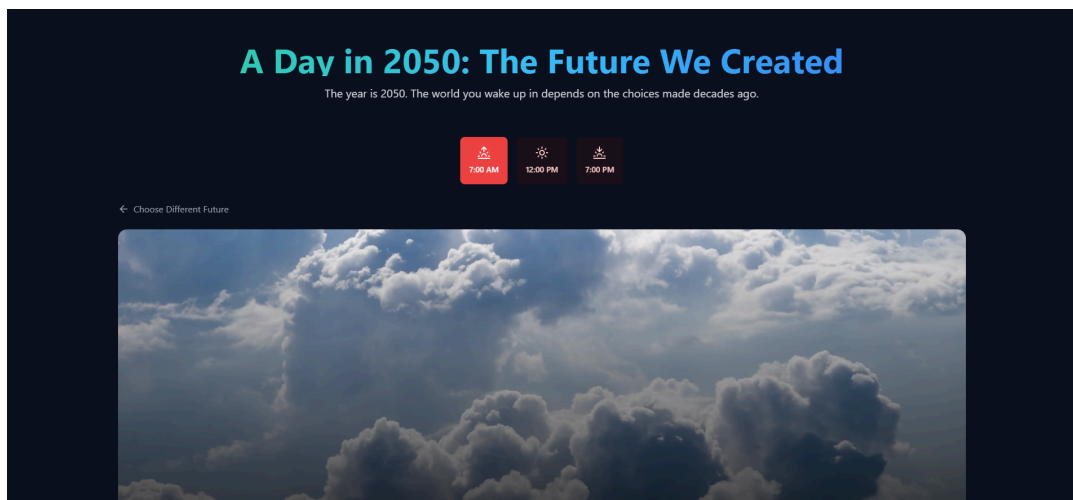 A Day in 2050: The Future We Created
The year is 2050. The world you wake up in depends on the choices made decades ago.
7:00 AM
12:00 PM
7:00 PM
Choose Different Future